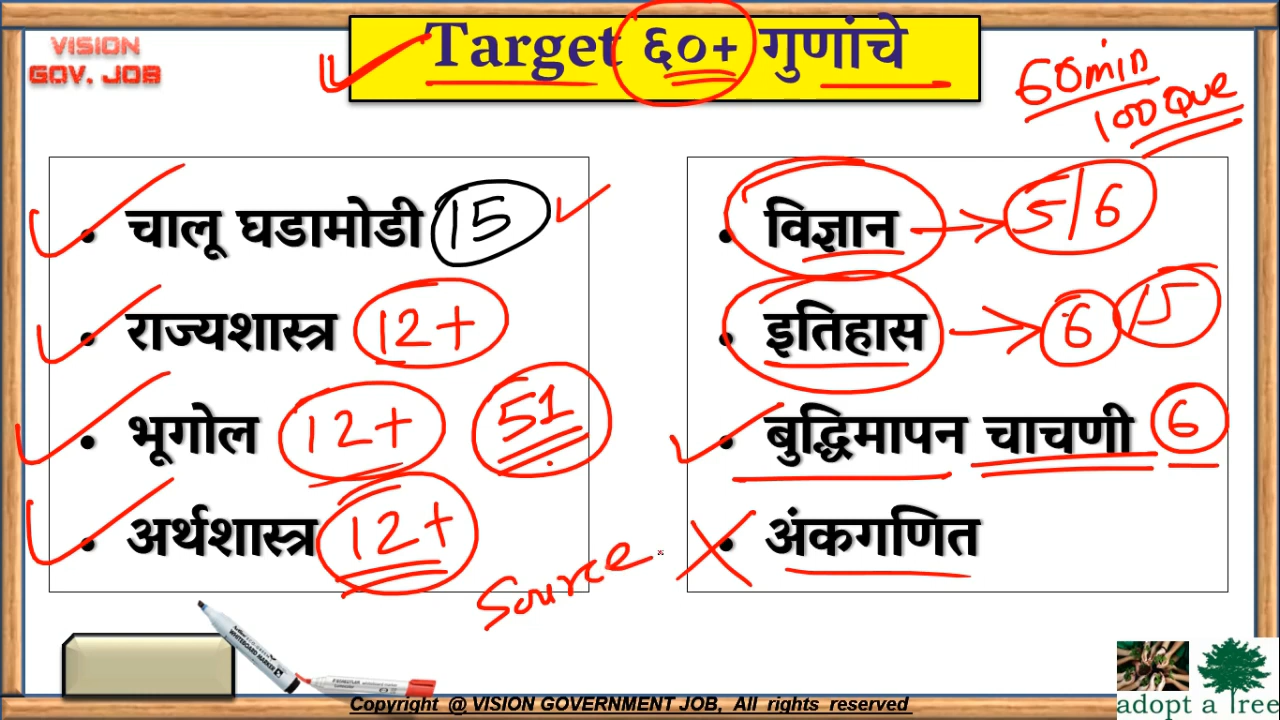 VISION
GOV. JOB
Target ६०+ गुणांचे
60min
100 Que
• चालू घडामोडी 15
• राज्यशास्त्र 12+
• भूगोल 12+ 51
• अर्थशास्त्र 12+
Source
• विज्ञान → 5/6
• इतिहास → 6 15
• बुद्धिमापन चाचणी 6
• अंकगणित
Copyright @ VISION GOVERNMENT JOB, All rights reserved
adopt a Tree